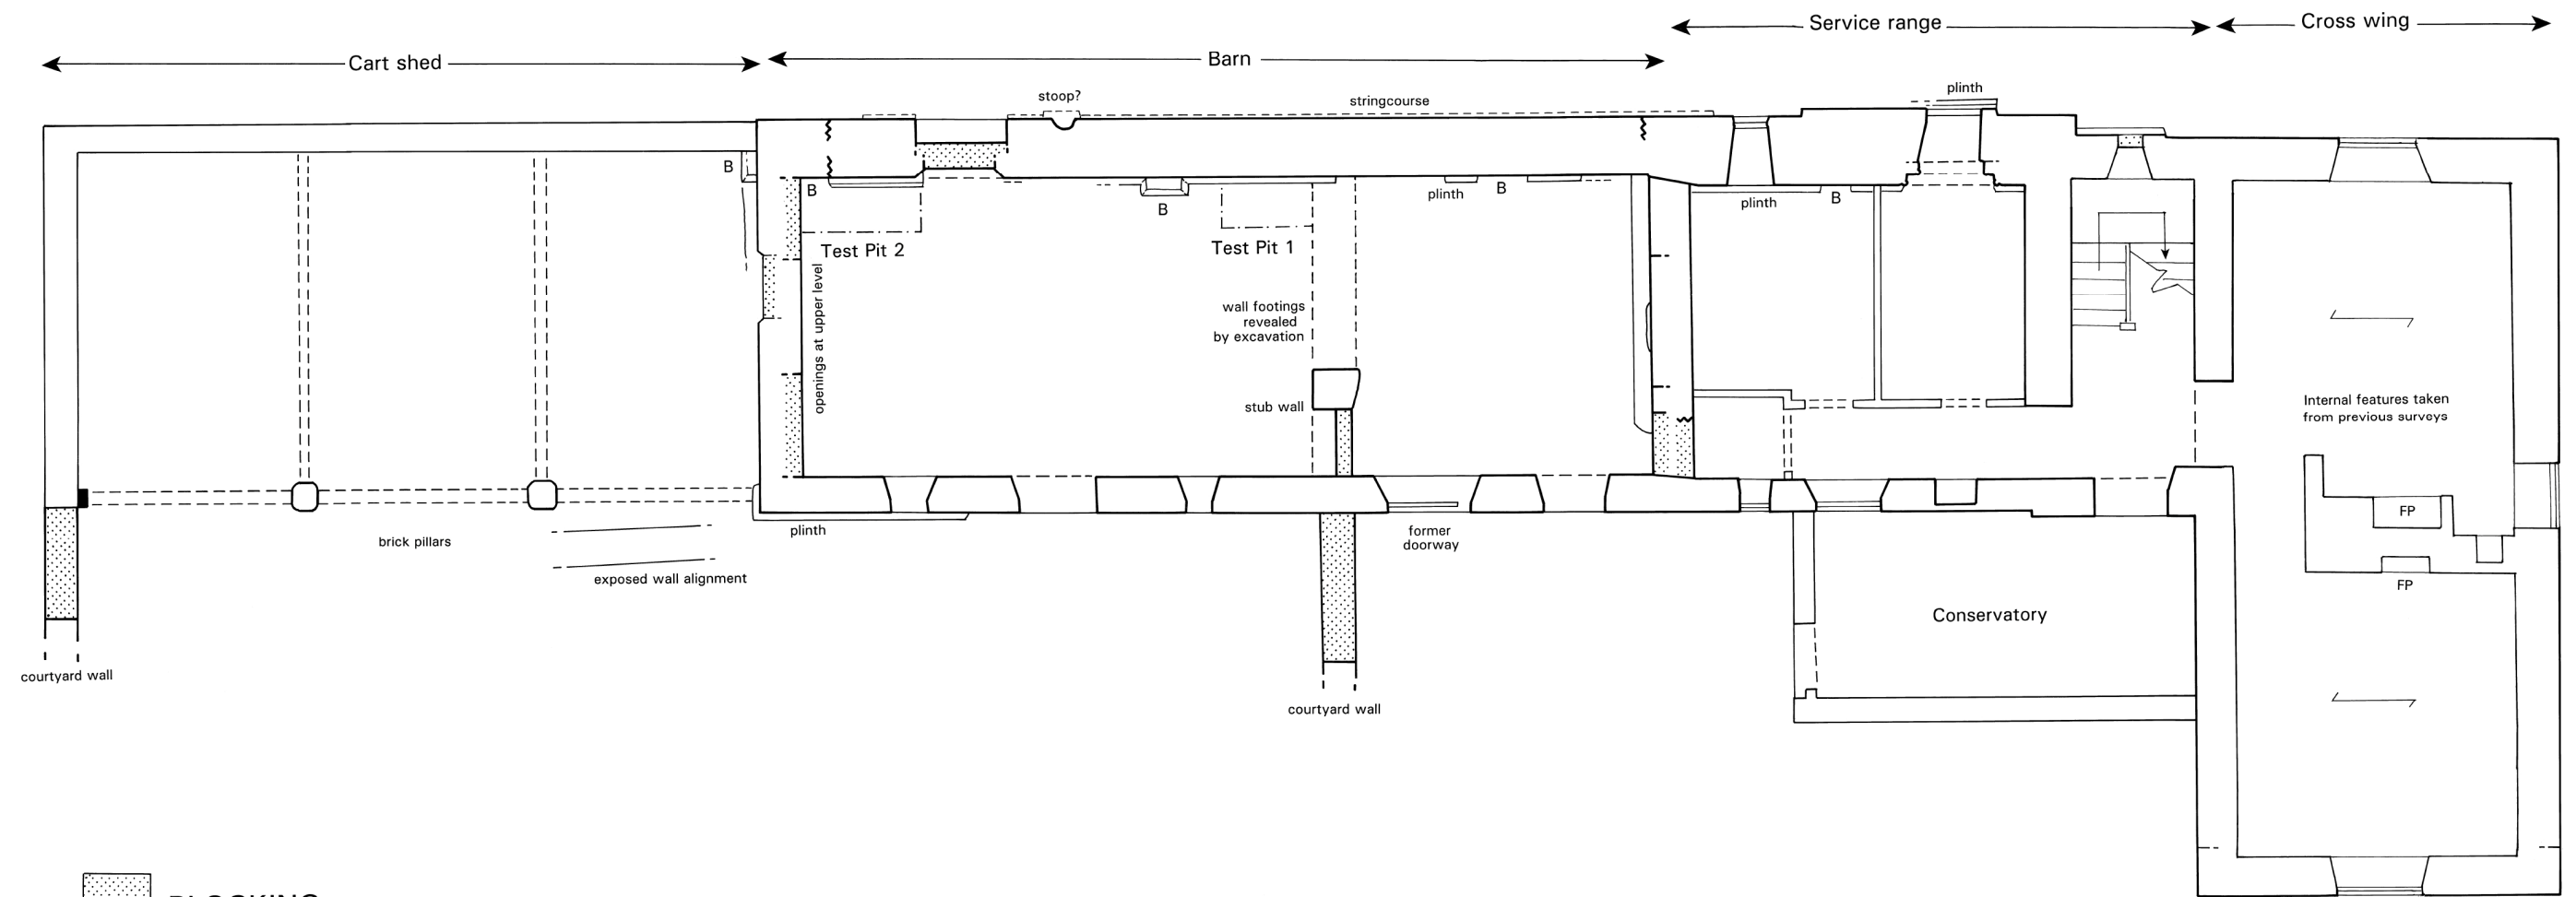 Service range
Cross wing
Cart shed
Barn
plinth
stoop?
stringcourse
B
B
B
plinth
B
plinth
B
Test Pit 2
Test Pit 1
openings at upper level
wall footings
revealed
by excavation
stub wall
Internal features taken
from previous surveys
FP
brick pillars
plinth
former
doorway
exposed wall alignment
FP
Conservatory
courtyard wall
courtyard wall
BLOCKING